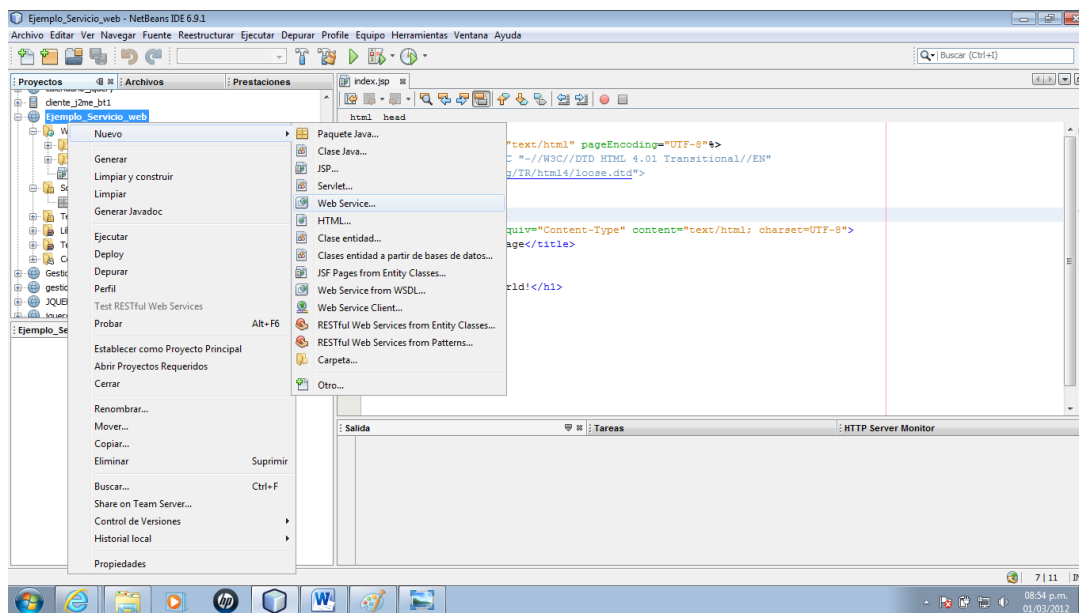 Ejemplo_Servicio_web - NetBeans IDE 6.9.1
Archivo Editar Ver Navegar Fuente Reestructurar Ejecutar Depurar Profile Equipo Herramientas Ventana Ayuda
Buscar (Ctrl+I)
Proyectos Archivos Prestaciones
index.jsp
cliente_j2me_bt1
Ejemplo_Servicio_web
html head
Nuevo
Generar
Limpiar y construir
Limpiar
Generar Javadoc
Ejecutar
Deploy
Depurar
Perfil
Test RESTful Web Services
Probar Alt+F6
Establecer como Proyecto Principal
Abrir Proyectos Requeridos
Cerrar
Renombrar...
Mover...
Copiar...
Eliminar Suprimir
Buscar... Ctrl+F
Share on Team Server...
Control de Versiones
Historial local
Propiedades
Paquete Java...
Clase Java...
JSP...
Servlet...
Web Service...
HTML...
Clase entidad...
Clases entidad a partir de bases de datos...
JSF Pages from Entity Classes...
Web Service from WSDL...
Web Service Client...
RESTful Web Services from Entity Classes...
RESTful Web Services from Patterns...
Carpeta...
Otro...
"text/html" pageEncoding="UTF-8"%>
C "-//W3C//DTD HTML 4.01 Transitional//EN"
g/TR/html4/loose.dtd">
quiv="Content-Type" content="text/html; charset=UTF-8">
age</title>
rld!</h1>
Gestic
gestic
JQUE
Ejemplo_Se
Salida Tareas HTTP Server Monitor
7 | 11
08:54 p.m.
01/03/2012